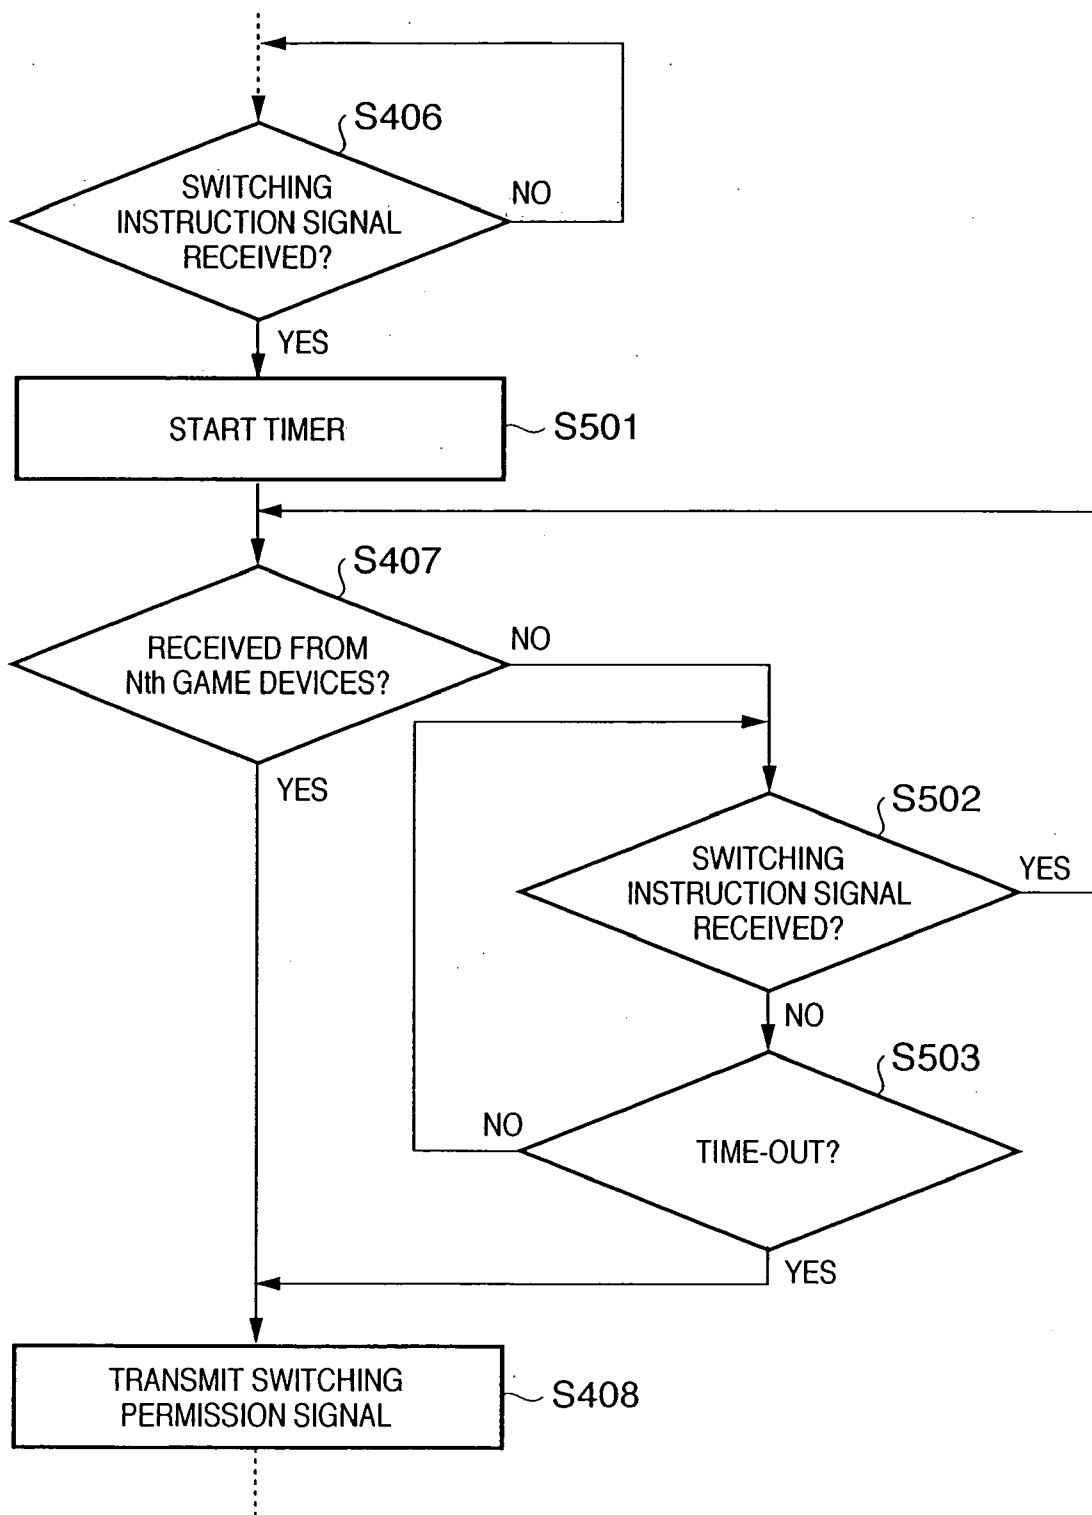 S406
SWITCHING
INSTRUCTION SIGNAL
RECEIVED?
NO
YES
START TIMER
S501
S407
RECEIVED FROM
Nth GAME DEVICES?
NO
YES
S502
SWITCHING
INSTRUCTION SIGNAL
RECEIVED?
YES
NO
S503
TIME-OUT?
NO
YES
TRANSMIT SWITCHING
PERMISSION SIGNAL
S408